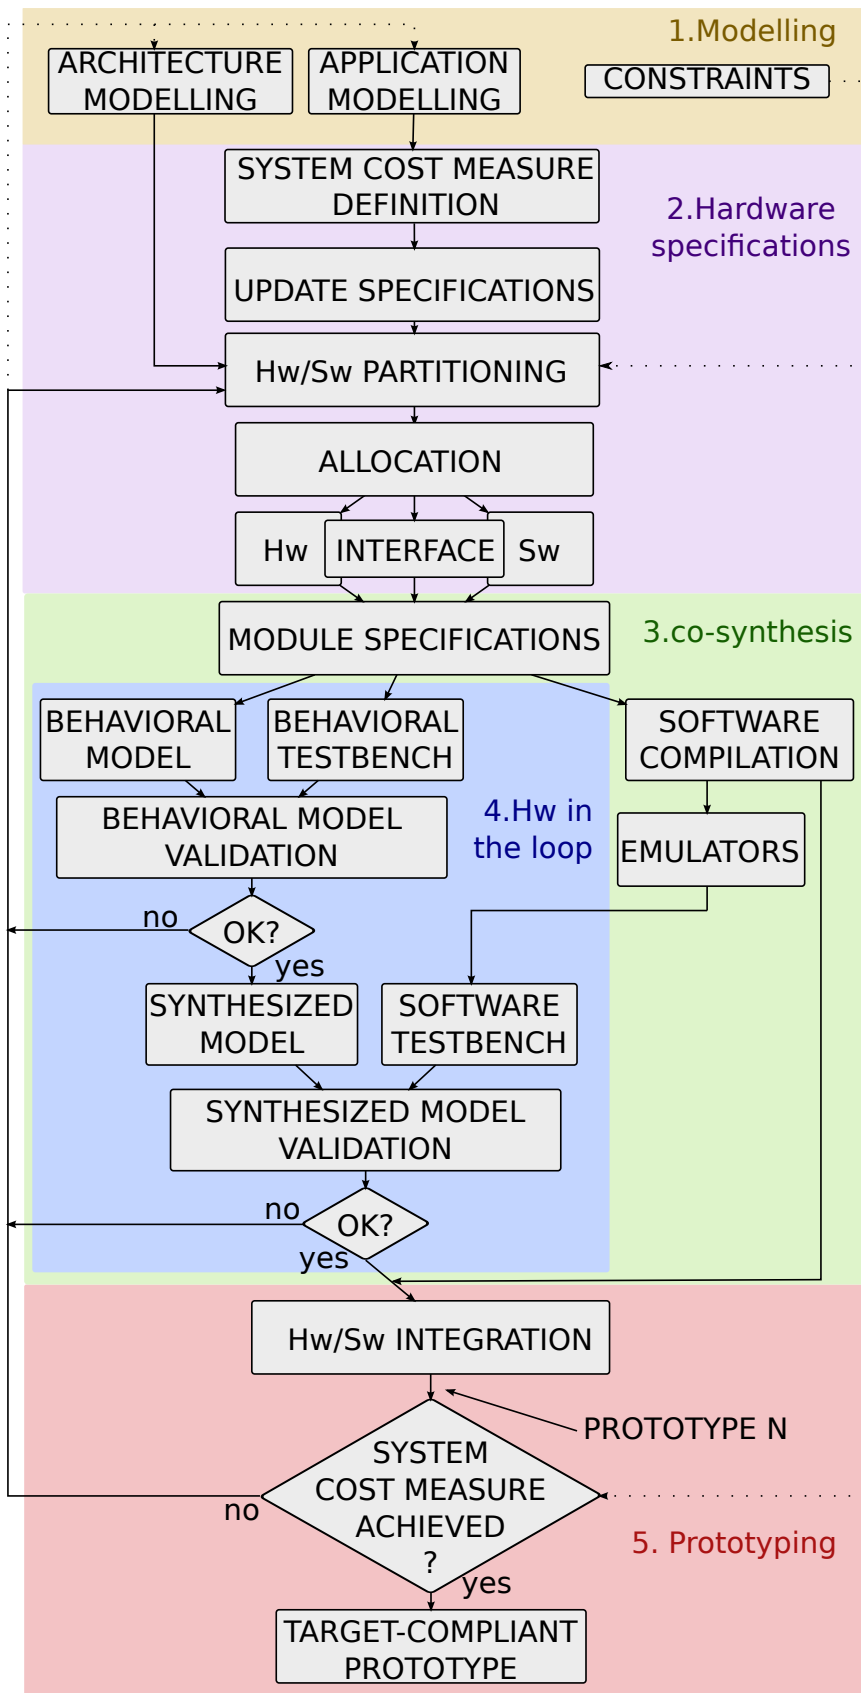 1.Modelling
ARCHITECTURE
MODELLING
APPLICATION
MODELLING
CONSTRAINTS
SYSTEM COST MEASURE
DEFINITION
2.Hardware
specifications
UPDATE SPECIFICATIONS
Hw/Sw PARTITIONING
ALLOCATION
Hw
INTERFACE
Sw
3.co-synthesis
MODULE SPECIFICATIONS
BEHAVIORAL
MODEL
BEHAVIORAL
TESTBENCH
SOFTWARE
COMPILATION
BEHAVIORAL MODEL
VALIDATION
4.Hw in
the loop
EMULATORS
no
OK?
yes
SYNTHESIZED
MODEL
SOFTWARE
TESTBENCH
SYNTHESIZED MODEL
VALIDATION
no
OK?
yes
Hw/Sw INTEGRATION
PROTOTYPE N
SYSTEM
COST MEASURE
ACHIEVED
?
no
5. Prototyping
yes
TARGET-COMPLIANT
PROTOTYPE